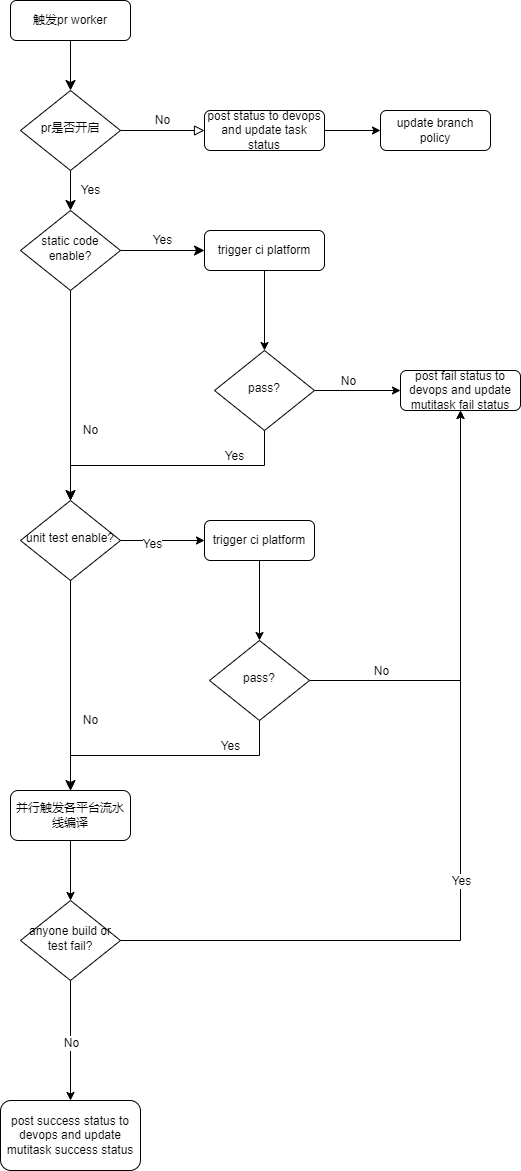 触发pr worker
pr是否开启
No
post status to devops
and update task
status
update branch
policy
Yes
static code
enable?
Yes
trigger ci platform
pass?
No
post fail status to
devops and update
mutitask fail status
No
Yes
unit test enable?
Yes
trigger ci platform
pass?
No
No
Yes
并行触发各平台流水
线编译
Yes
anyone build or
test fail?
No
post success status to
devops and update
mutitask success status